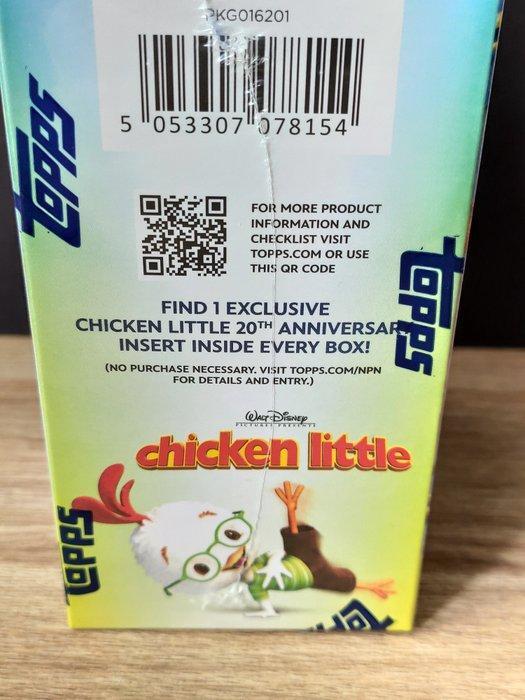 PKG016201
5 053307 078154
FOR MORE PRODUCT
INFORMATION AND
CHECKLIST VISIT
TOPPS.COM OR USE
THIS QR CODE
FIND 1 EXCLUSIVE
CHICKEN LITTLE 20TH ANNIVERSARY
INSERT INSIDE EVERY BOX!
(NO PURCHASE NECESSARY. VISIT TOPPS.COM/NPN
FOR DETAILS AND ENTRY.)
WALT DISNEY
PICTURES PRESENTS
chicken little
Topps
Topps
Topps
Topps